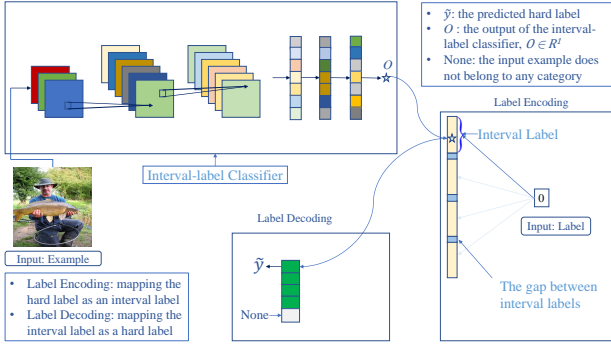 O
• ỹ: the predicted hard label
• O : the output of the interval-
label classifier, O ∈ R¹
• None: the input example does
not belong to any category
Label Encoding
Interval Label
Interval-label Classifier
0
Input: Label
Label Decoding
Input: Example
ỹ
None
The gap between
interval labels
• Label Encoding: mapping the
hard label as an interval label
• Label Decoding: mapping the
interval label as a hard label